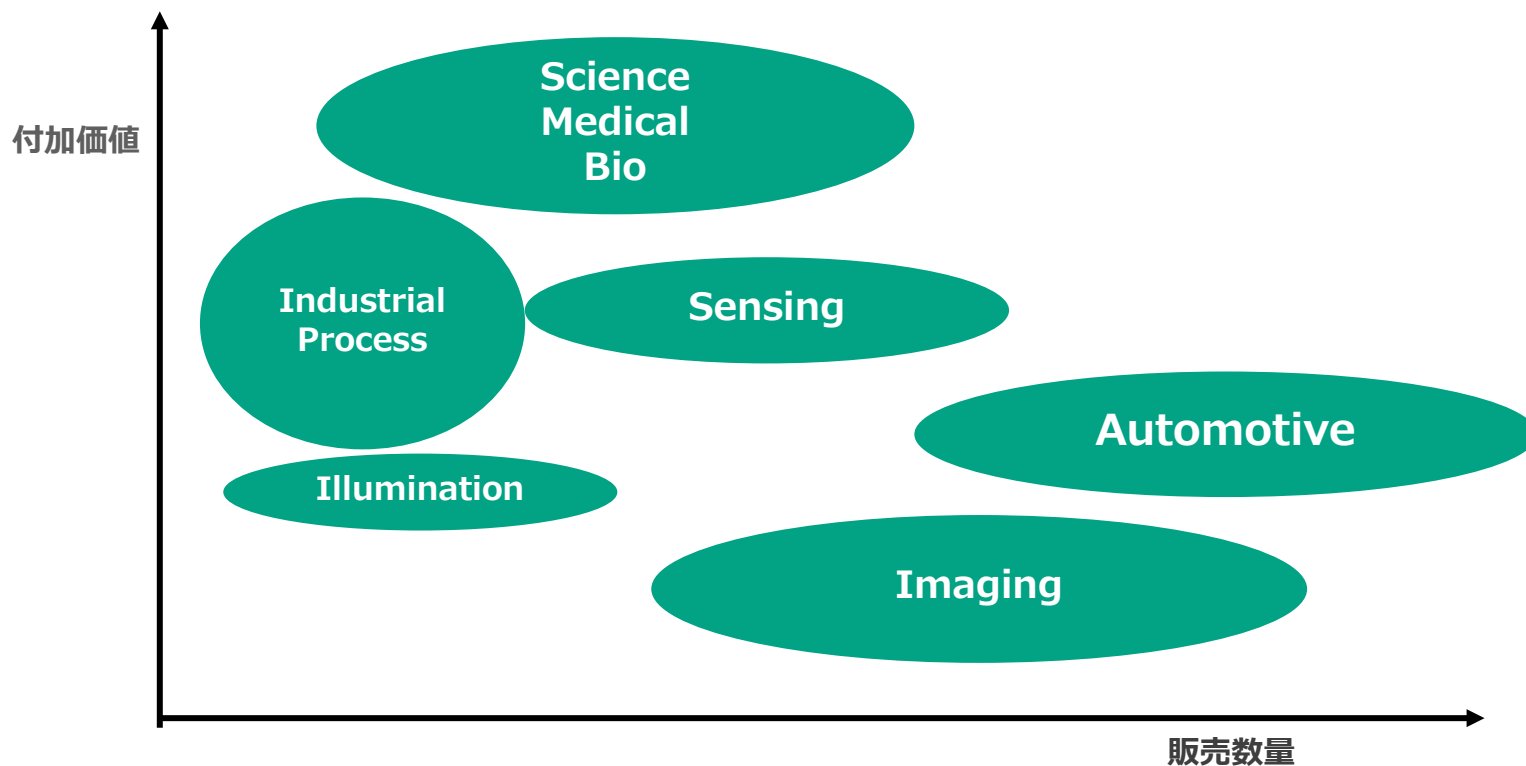 Science
Medical
Bio
付加価値
Industrial
Process
Sensing
Automotive
Illumination
Imaging
販売数量